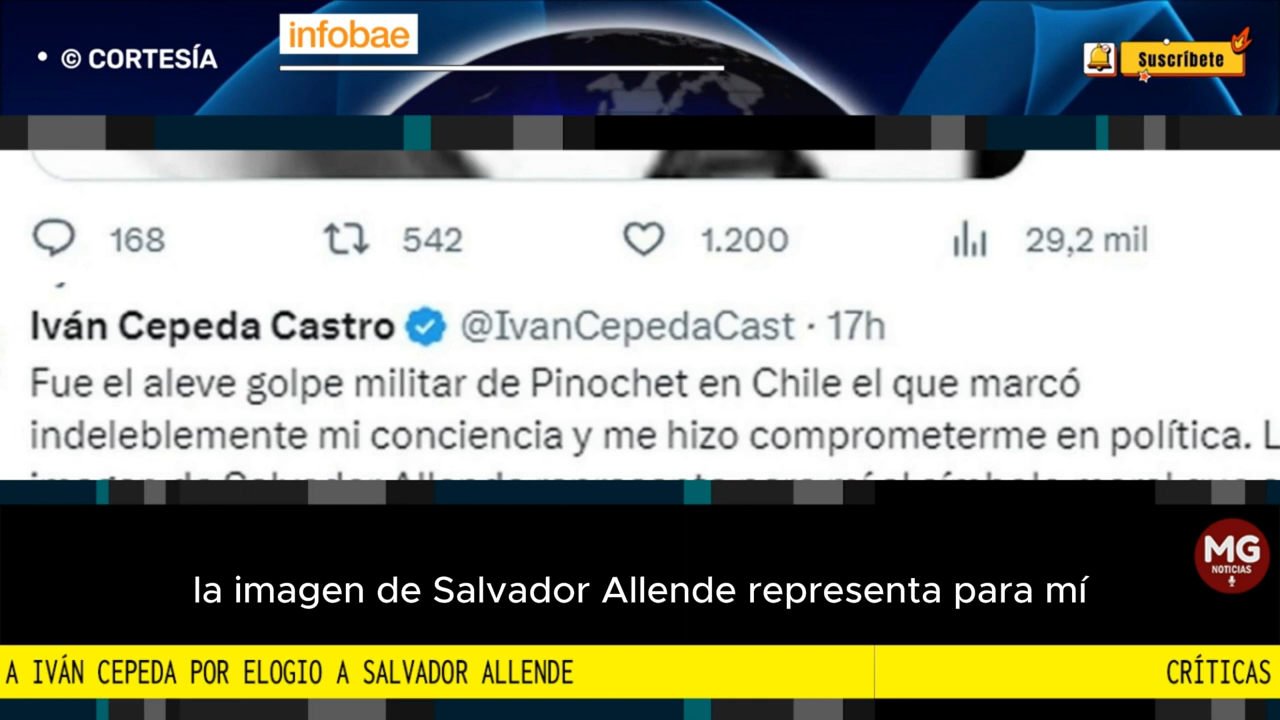 infobae
• © CORTESÍA
Suscríbete
168 542 1.200 29,2 mil
Iván Cepeda Castro @IvanCepedaCast · 17h
Fue el aleve golpe militar de Pinochet en Chile el que marcó
indeleblemente mi conciencia y me hizo comprometerme en política. L
MG
NOTICIAS
la imagen de Salvador Allende representa para mí
A IVÁN CEPEDA POR ELOGIO A SALVADOR ALLENDE CRÍTICAS